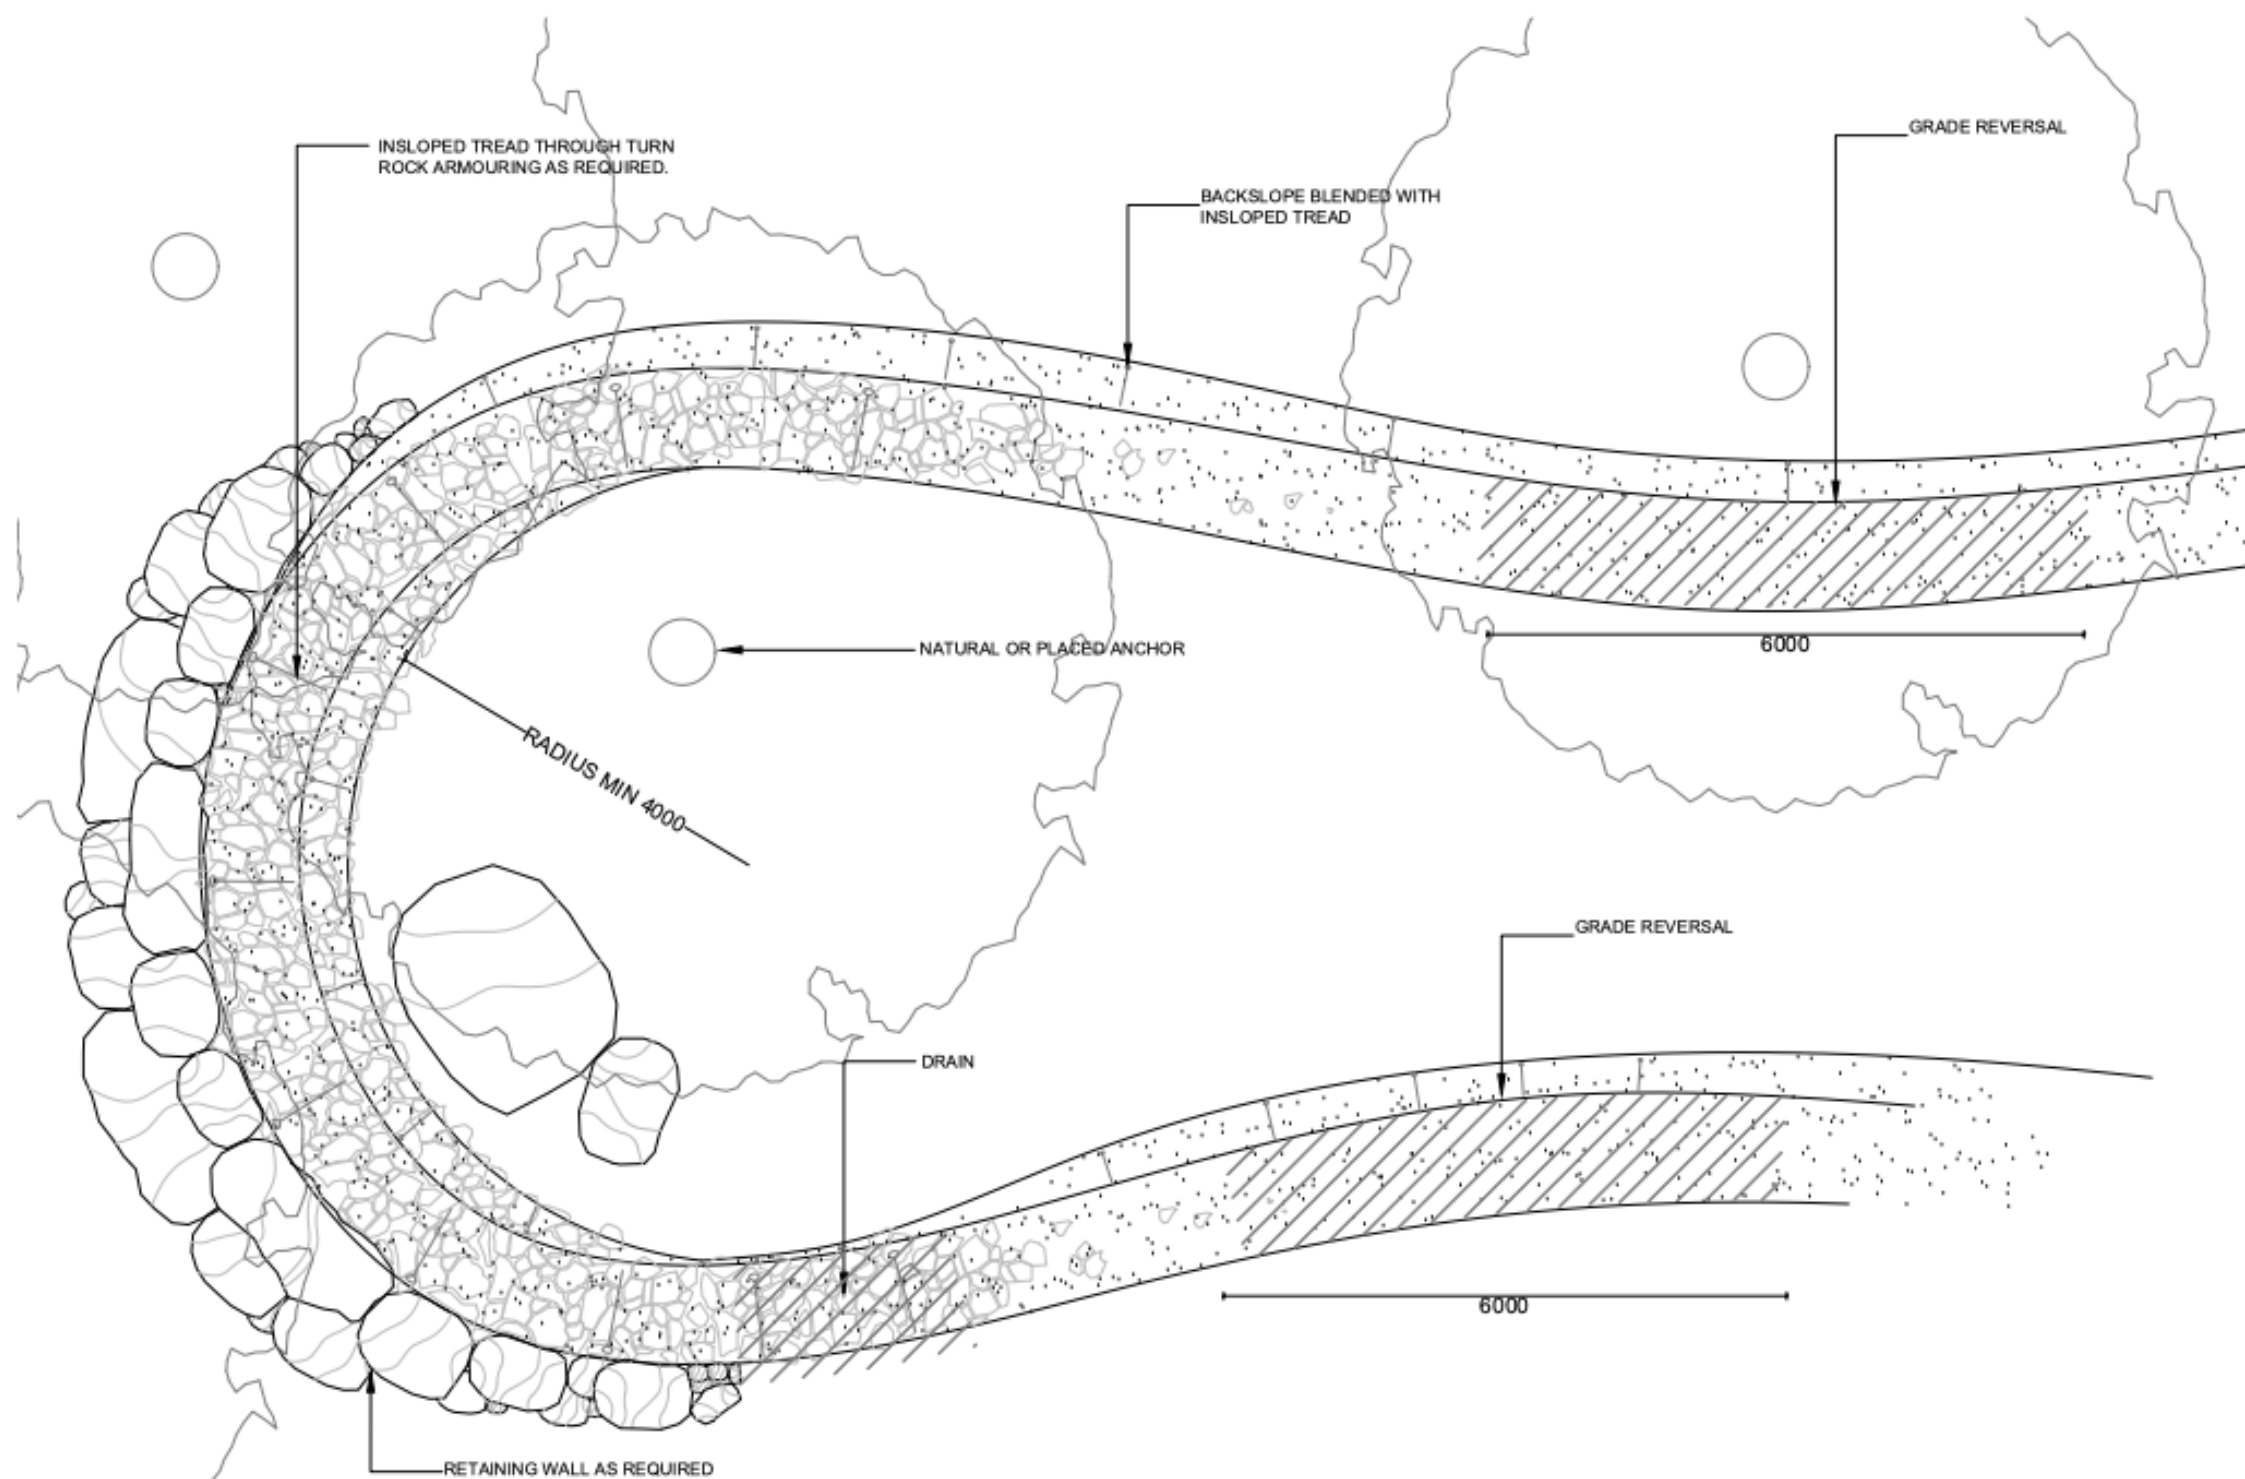 GRADE REVERSAL
INSLOPED TREAD THROUGH TURN
ROCK ARMOURING AS REQUIRED.
BACKSLOPE BLENDED WITH
INSLOPED TREAD
NATURAL OR PLACED ANCHOR
6000
RADIUS MIN 4000
GRADE REVERSAL
DRAIN
6000
RETAINING WALL AS REQUIRED